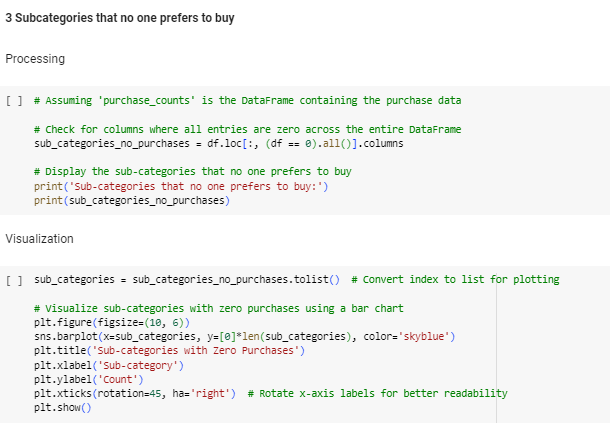 3 Subcategories that no one prefers to buy
Processing
[ ] # Assuming 'purchase_counts' is the DataFrame containing the purchase data
# Check for columns where all entries are zero across the entire DataFrame
sub_categories_no_purchases = df.loc[:, (df == 0).all()].columns
# Display the sub-categories that no one prefers to buy
print('Sub-categories that no one prefers to buy:')
print(sub_categories_no_purchases)
Visualization
[ ] sub_categories = sub_categories_no_purchases.tolist()  # Convert index to list for plotting
# Visualize sub-categories with zero purchases using a bar chart
plt.figure(figsize=(10, 6))
sns.barplot(x=sub_categories, y=[0]*len(sub_categories), color='skyblue')
plt.title('Sub-categories with Zero Purchases')
plt.xlabel('Sub-category')
plt.ylabel('Count')
plt.xticks(rotation=45, ha='right')  # Rotate x-axis labels for better readability
plt.show()